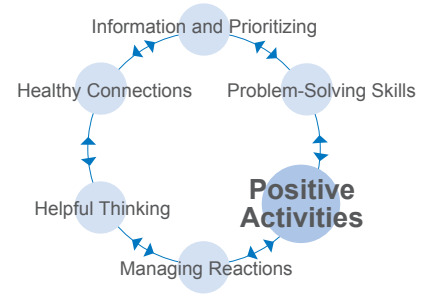 Information and Prioritizing
Healthy Connections
Problem-Solving Skills
Positive
Activities
Helpful Thinking
Managing Reactions